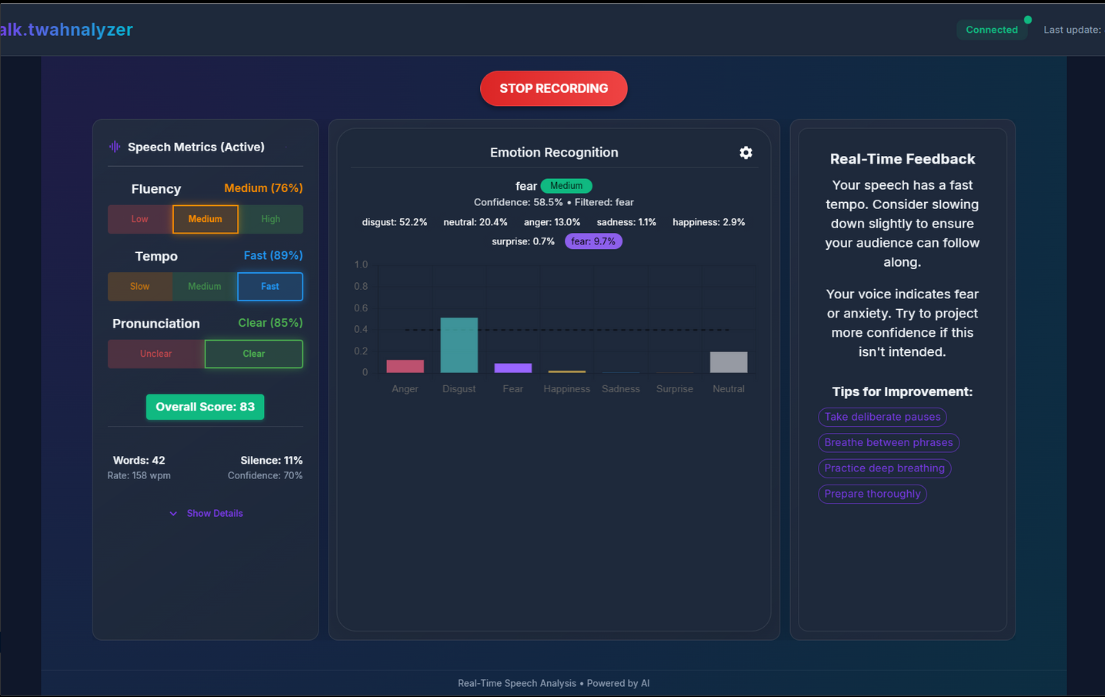 alk.twahnalyzer
Connected
Last update:
STOP RECORDING
Speech Metrics (Active)
Fluency
Medium (76%)
Low
Medium
High
Tempo
Fast (89%)
Slow
Medium
Fast
Pronunciation
Clear (85%)
Unclear
Clear
Overall Score: 83
Words: 42
Silence: 11%
Rate: 158 wpm
Confidence: 70%
Show Details
Emotion Recognition
fear Medium
Confidence: 58.5% • Filtered: fear
disgust: 52.2% neutral: 20.4% anger: 13.0% sadness: 1.1% happiness: 2.9%
surprise: 0.7% fear: 9.7%
1.0
0.8
0.6
0.4
0.2
0
Anger Disgust Fear Happiness Sadness Surprise Neutral
Real-Time Feedback
Your speech has a fast
tempo. Consider slowing
down slightly to ensure
your audience can follow
along.
Your voice indicates fear
or anxiety. Try to project
more confidence if this
isn't intended.
Tips for Improvement:
Take deliberate pauses
Breathe between phrases
Practice deep breathing
Prepare thoroughly
Real-Time Speech Analysis • Powered by AI